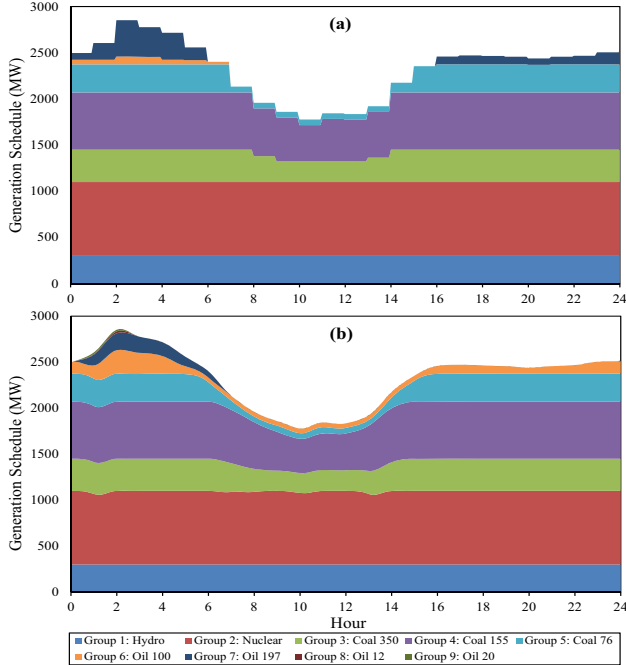 (a)
Generation Schedule (MW)
3000
2500
2000
1500
1000
500
0
0 2 4 6 8 10 12 14 16 18 20 22 24
(b)
Generation Schedule (MW)
3000
2500
2000
1500
1000
500
0
0 2 4 6 8 10 12 14 16 18 20 22 24
Hour
Group 1: Hydro Group 2: Nuclear Group 3: Coal 350 Group 4: Coal 155 Group 5: Coal 76
Group 6: Oil 100 Group 7: Oil 197 Group 8: Oil 12 Group 9: Oil 20